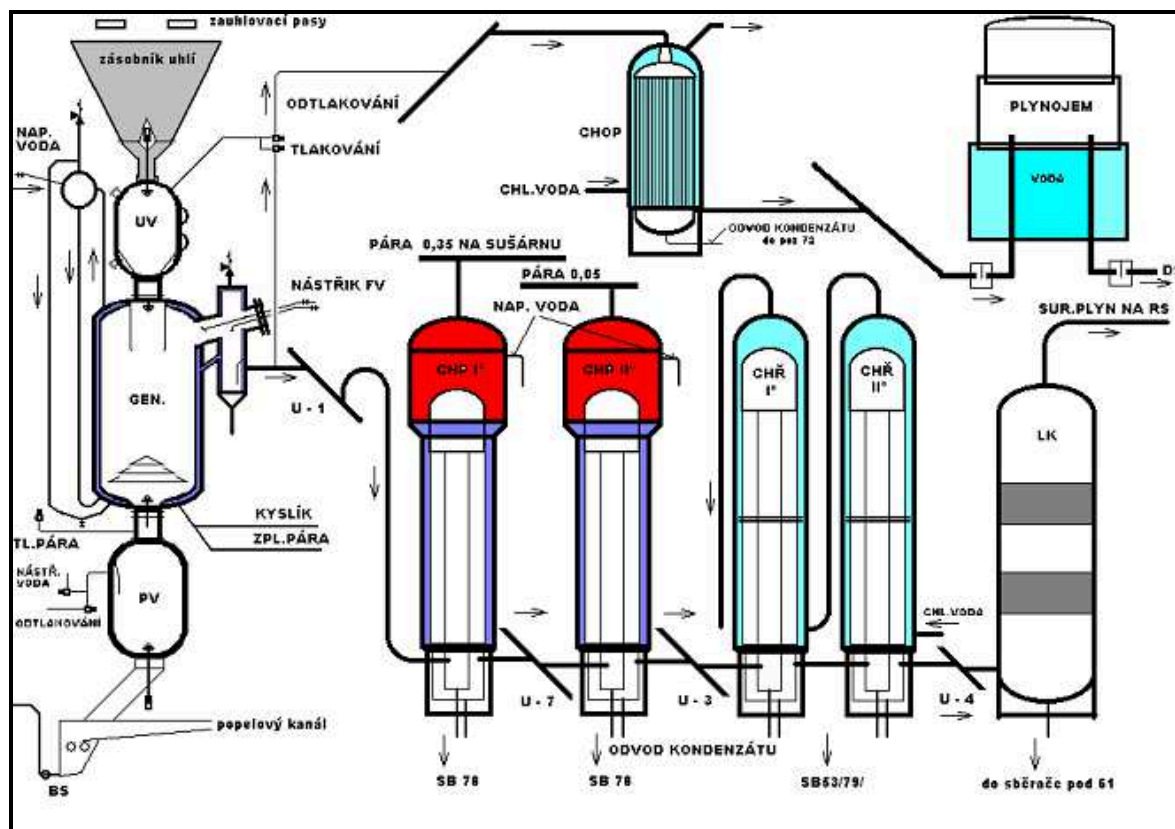 zauhlovací pasy
zásobník uhlí
NAP.
VODA
ODTLAKOVÁNÍ
TLAKOVÁNÍ
UV
CHOP
CHL.VODA
ODVOD KONDENZÁTU
do poz 72
PLYNOJEM
VODA
PÁRA 0,35 NA SUŠÁRNU
PÁRA 0,05
NAP. VODA
NÁSTŘIK FV
SUR.PLYN NA RS
GEN.
U - 1
CHP I°
CHP II°
CHŘ
I°
CHŘ
II°
LK
KYSLÍK
ZPL.PÁRA
TL.PÁRA
NÁSTŘ.
VODA
PV
ODTLAKOVÁNÍ
CHL.VODA
U - 7
U - 3
U - 4
popelový kanál
BS
ODVOD KONDENZÁTU
SB 78
SB 78
SB53/79/
do sběrače pod 51